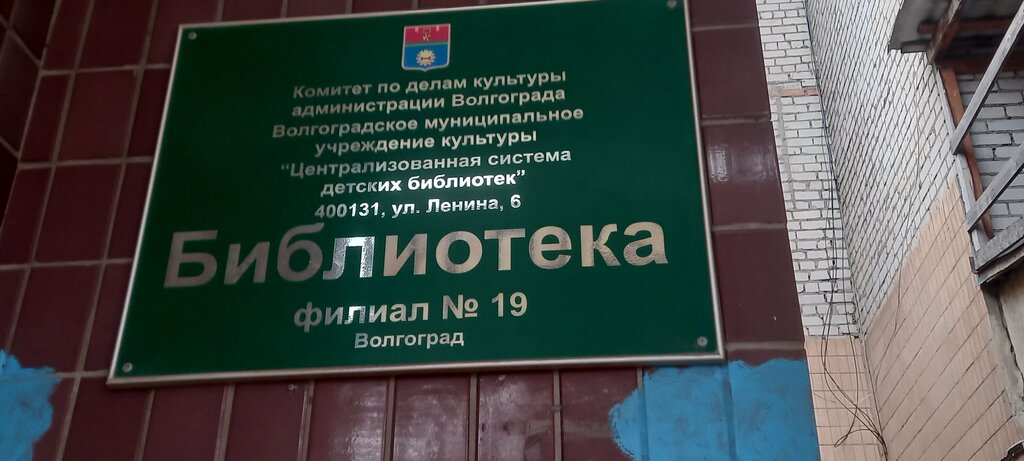 Комитет по делам культуры
администрации Волгограда
Волгоградское муниципальное
учреждение культуры
“Централизованная система
детских библиотек”
400131, ул. Ленина, 6
Библиотека
филиал № 19
Волгоград